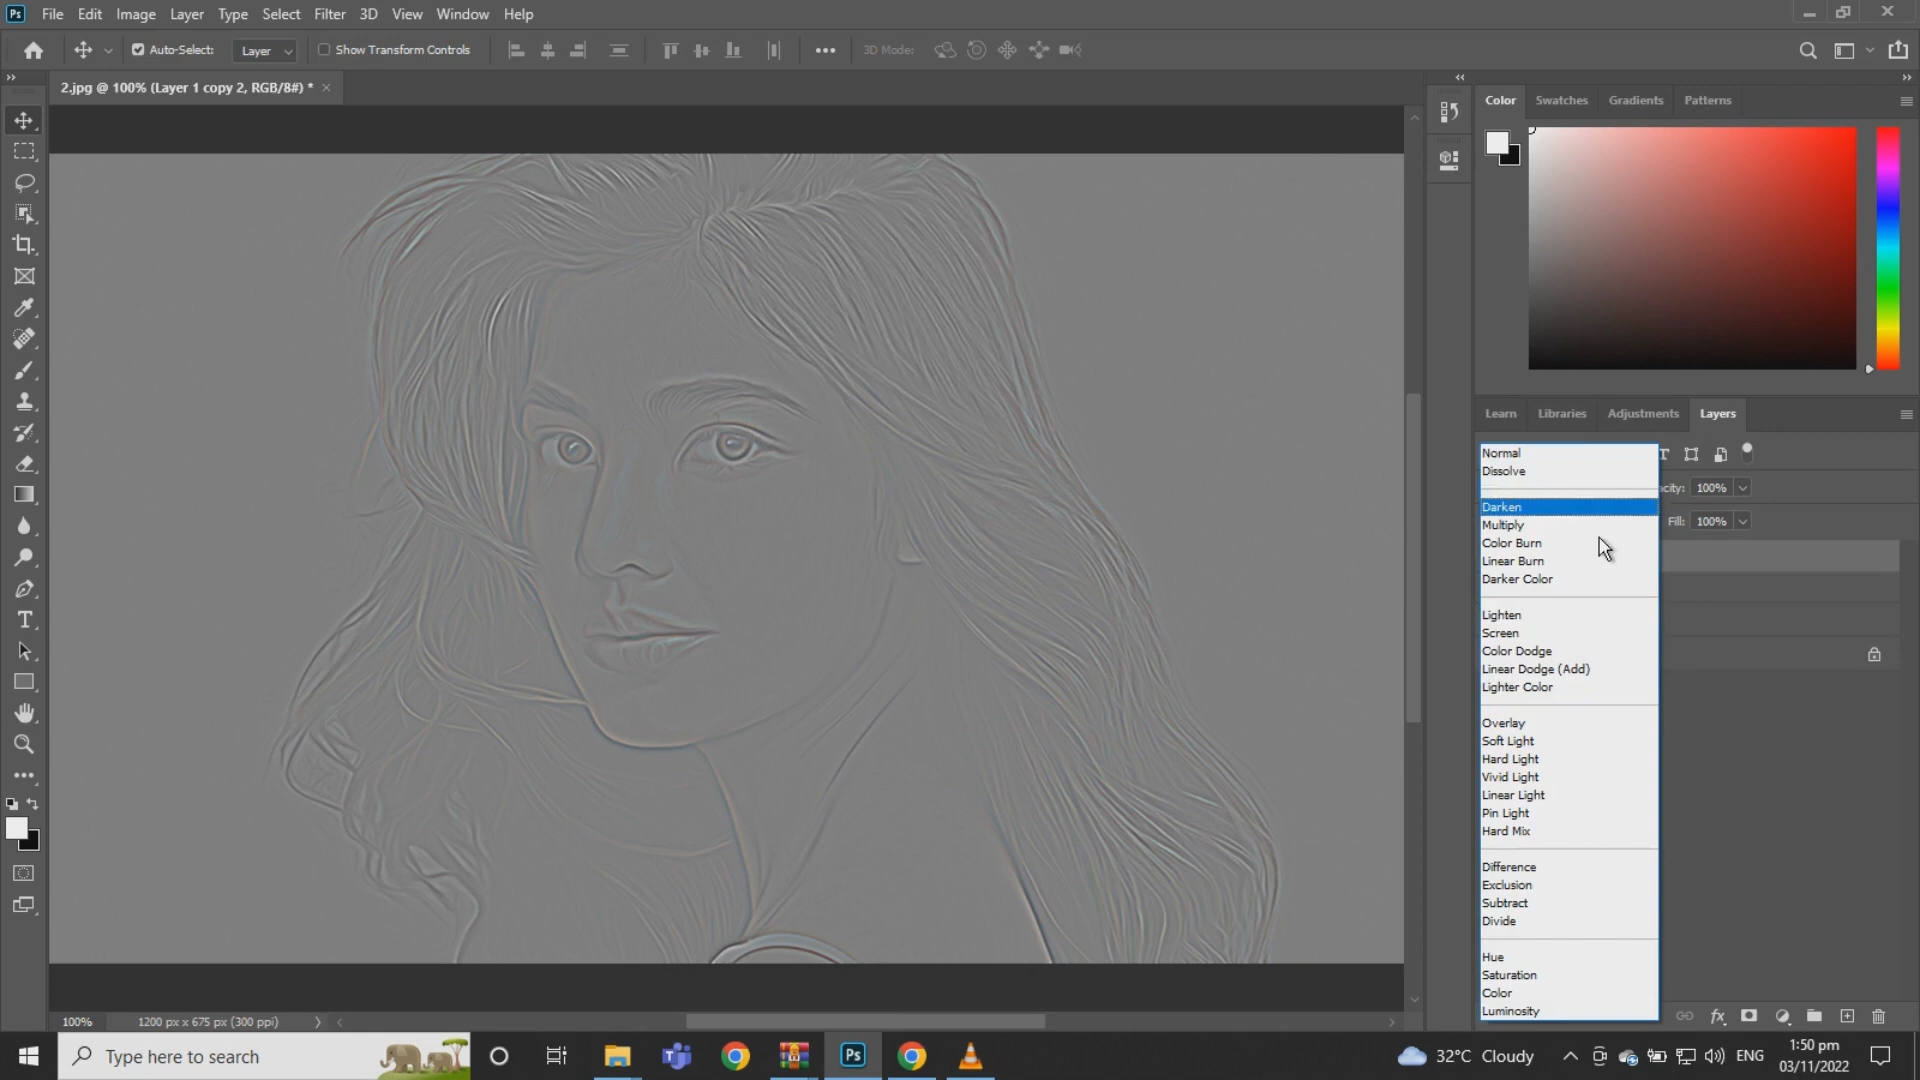 Ps File Edit Image Layer Type Select Filter 3D View Window Help
Auto-Select: Layer Show Transform Controls 3D Mode:
2.jpg @ 100% (Layer 1 copy 2, RGB/8#) *
Color Swatches Gradients Patterns
Learn Libraries Adjustments Layers
Normal
Dissolve
acity: 100%
Darken
Multiply
Fill: 100%
Color Burn
Linear Burn
Darker Color
Lighten
Screen
Color Dodge
Linear Dodge (Add)
Lighter Color
Overlay
Soft Light
Hard Light
Vivid Light
Linear Light
Pin Light
Hard Mix
Difference
Exclusion
Subtract
Divide
Hue
Saturation
Color
Luminosity
fx
100% 1200 px x 675 px (300 ppi)
Type here to search
Ps
32°C Cloudy
ENG
1:50 pm
03/11/2022